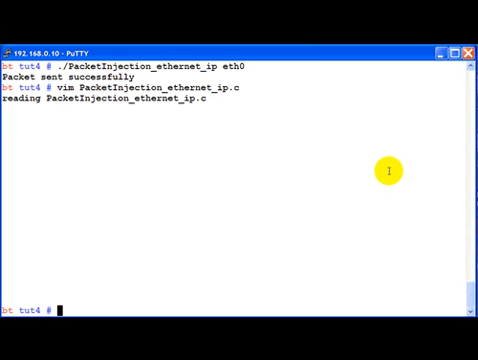 192.168.0.10 - PuTTY
bt tut4 # ./PacketInjection_ethernet_ip eth0
Packet sent successfully
bt tut4 # vim PacketInjection_ethernet_ip.c
reading PacketInjection_ethernet_ip.c
bt tut4 #